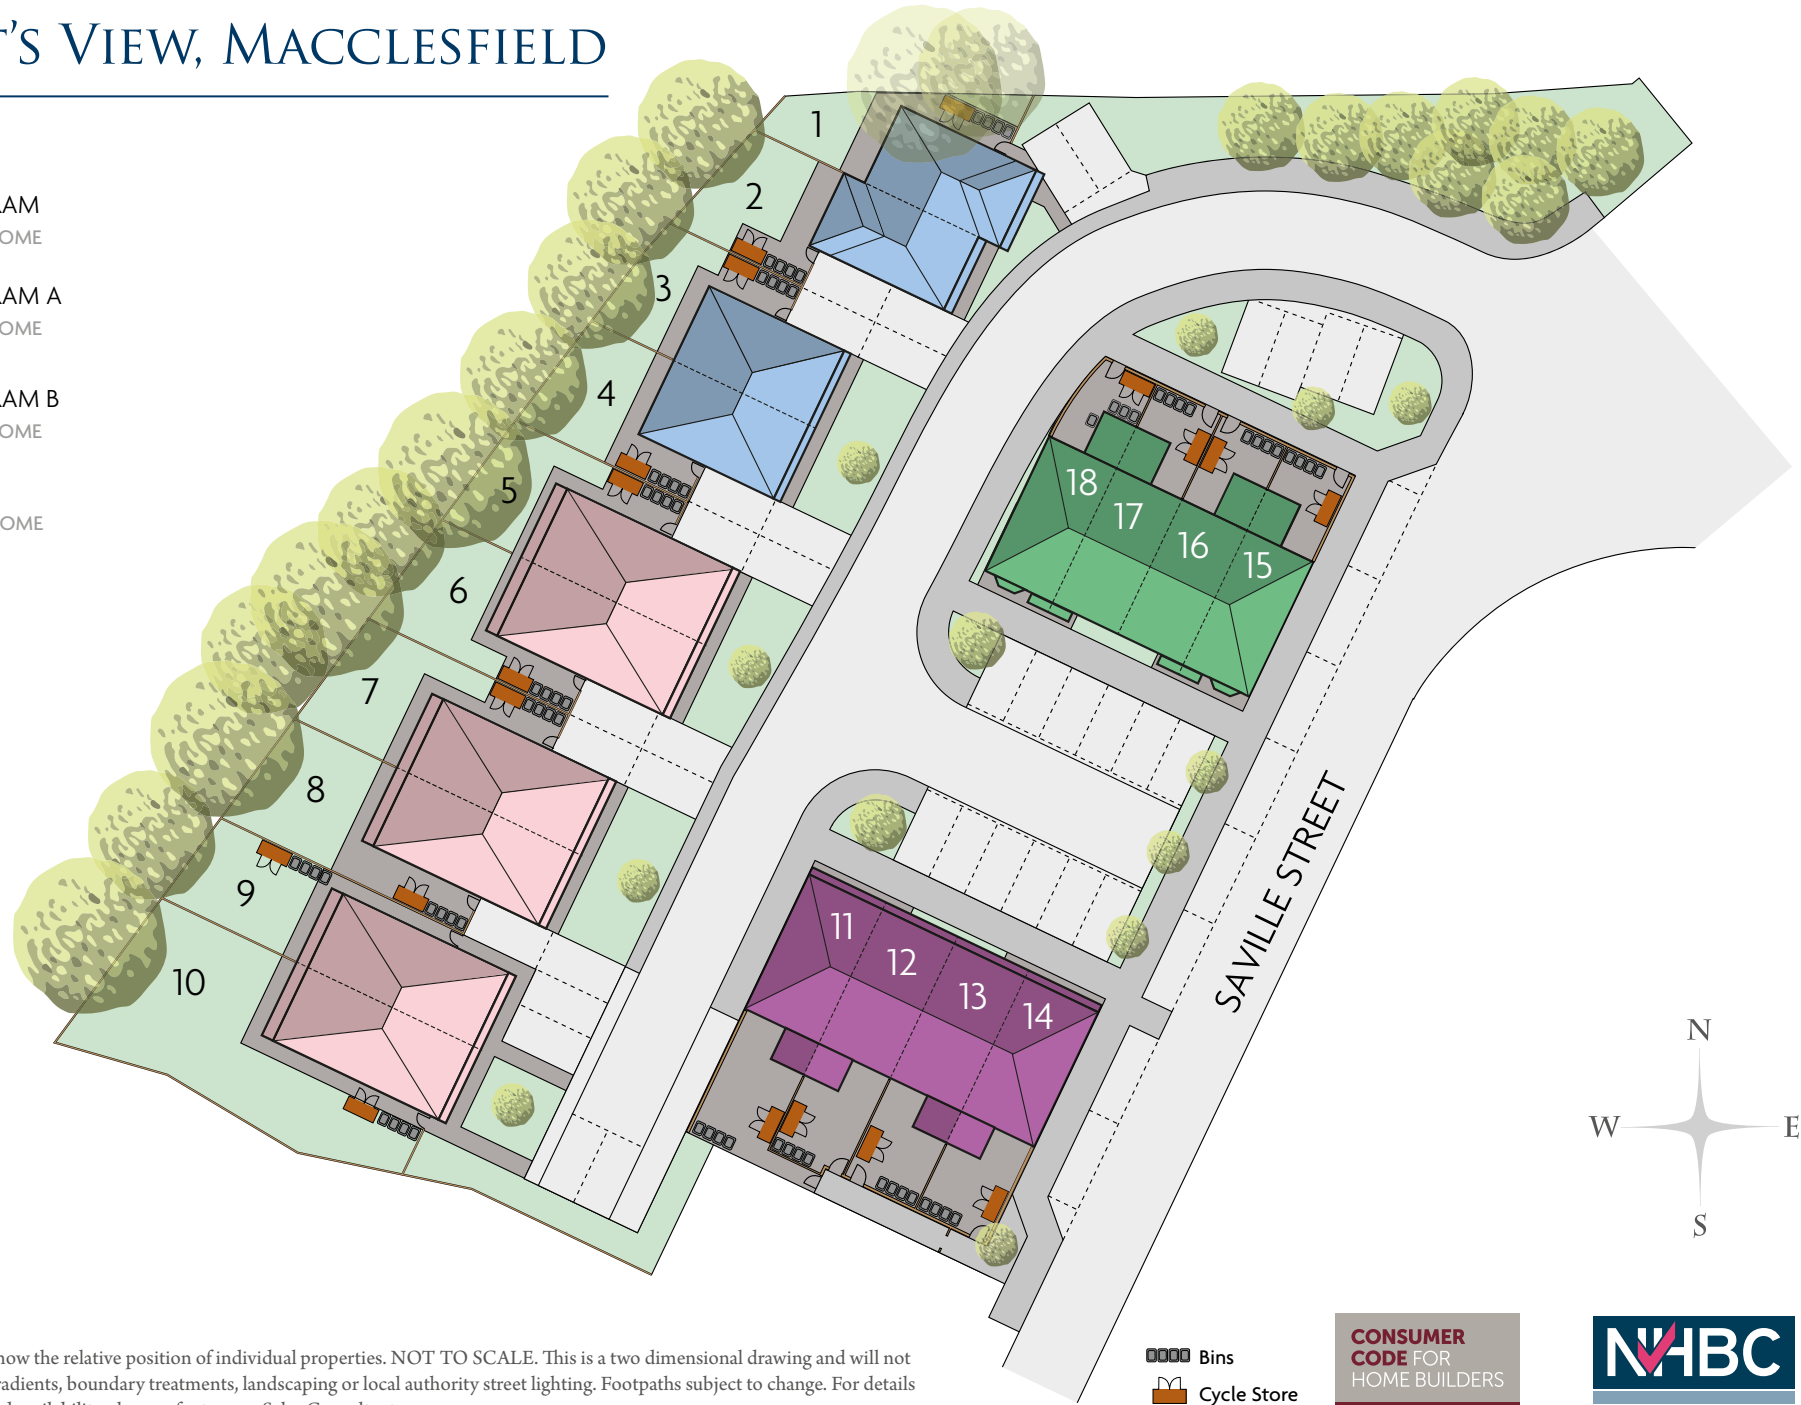 'S VIEW, MACCLESFIELD
AM
OME
AM A
OME
AM B
OME
OME
1
2
3
4
5
6
7
8
9
10
18
17
16
15
11
12
13
14
SAVILLE STREET
N
W
E
S
now the relative position of individual properties. NOT TO SCALE. This is a two dimensional drawing and will not
radients, boundary treatments, landscaping or local authority street lighting. Footpaths subject to change. For details
Bins
Cycle Store
CONSUMER
CODE FOR
HOME BUILDERS
NHBC